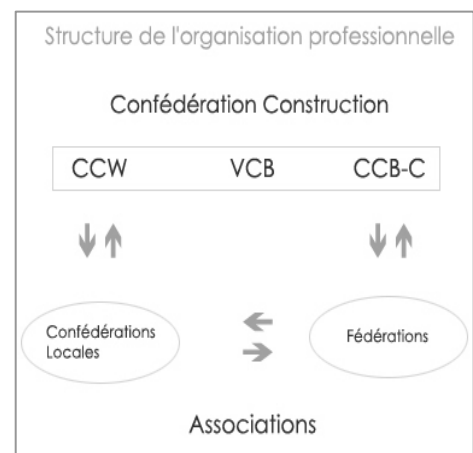 Structure de l'organisation professionnelle
Confédération Construction
CCW VCB CCB-C
Confédérations
Locales
Fédérations
Associations